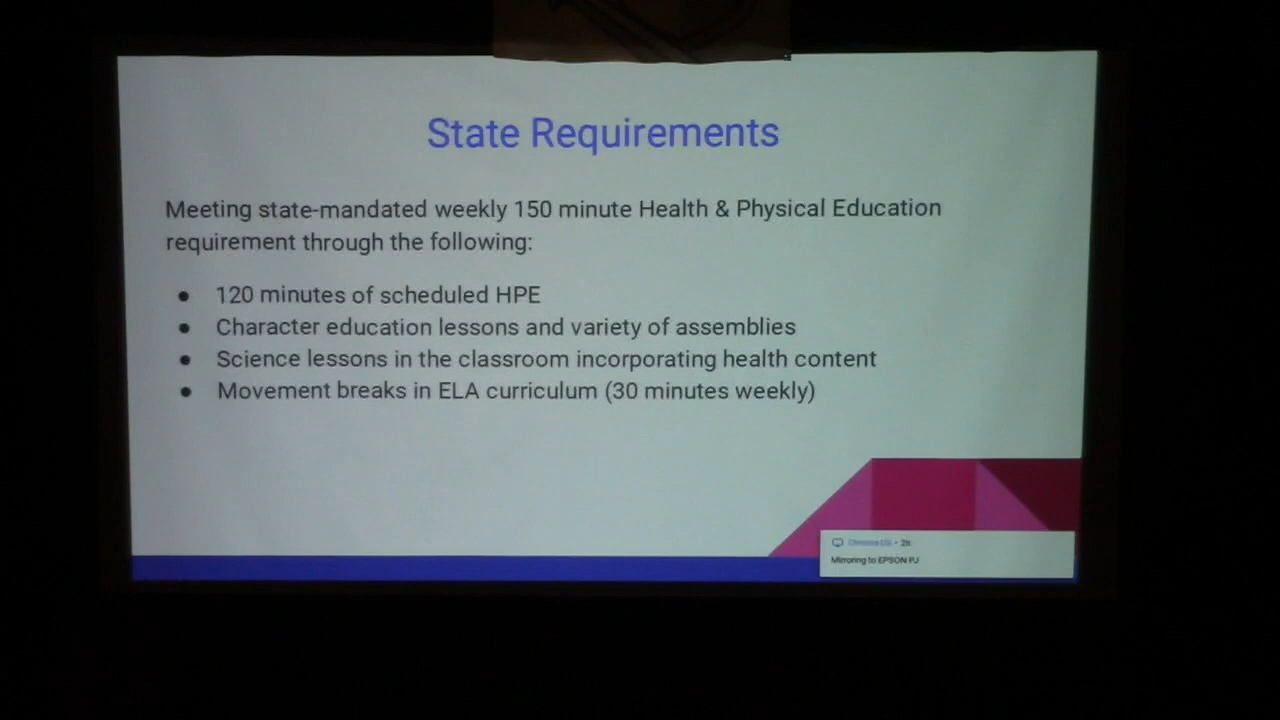 State Requirements
Meeting state-mandated weekly 150 minute Health & Physical Education
requirement through the following:
● 120 minutes of scheduled HPE
● Character education lessons and variety of assemblies
● Science lessons in the classroom incorporating health content
● Movement breaks in ELA curriculum (30 minutes weekly)
Chrome OS •
Mirroring to EPSON PJ